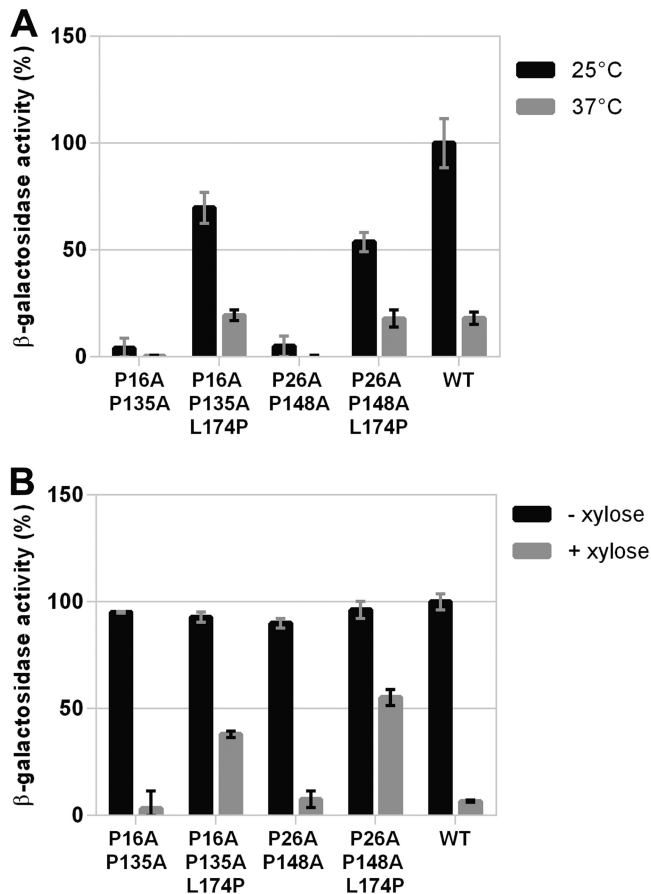 A
β-galactosidase activity (%)
150
100
50
0
25°C
37°C
P16A
P135A
P16A
P135A
L174P
P26A
P148A
P26A
P148A
L174P
WT
B
β-galactosidase activity (%)
150
100
50
0
- xylose
+ xylose
P16A
P135A
P16A
P135A
L174P
P26A
P148A
P26A
P148A
L174P
WT